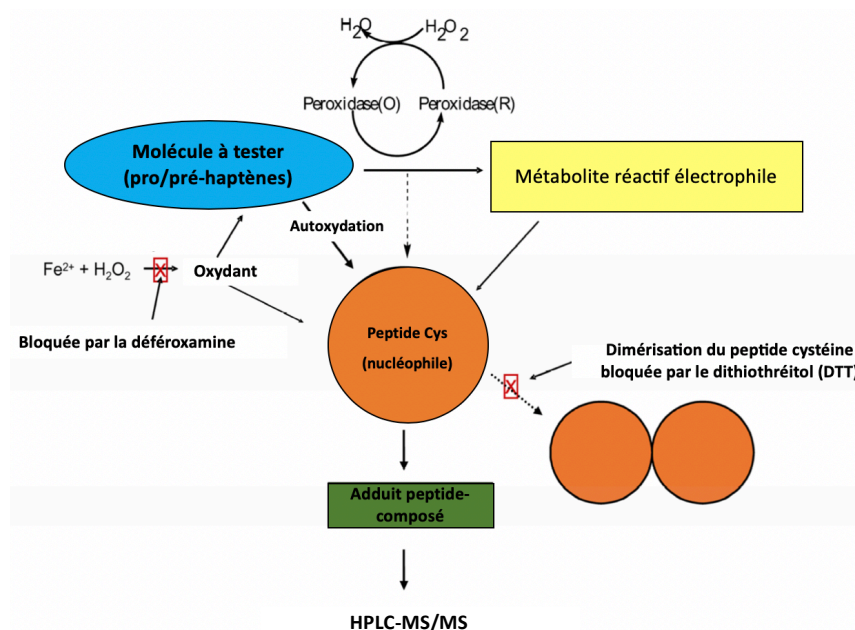 H₂O
H₂O₂
Peroxidase(O)
Peroxidase(R)
Molécule à tester
(pro/pré-haptènes)
Métabolite réactif électrophile
Autoxydation
Fe²⁺ + H₂O₂
Oxydant
Bloquée par la déféroxamine
Peptide Cys
(nucléophile)
Dimérisation du peptide cystéine
bloquée par le dithiothréitol (DTT)
Adduit peptide-
composé
HPLC-MS/MS